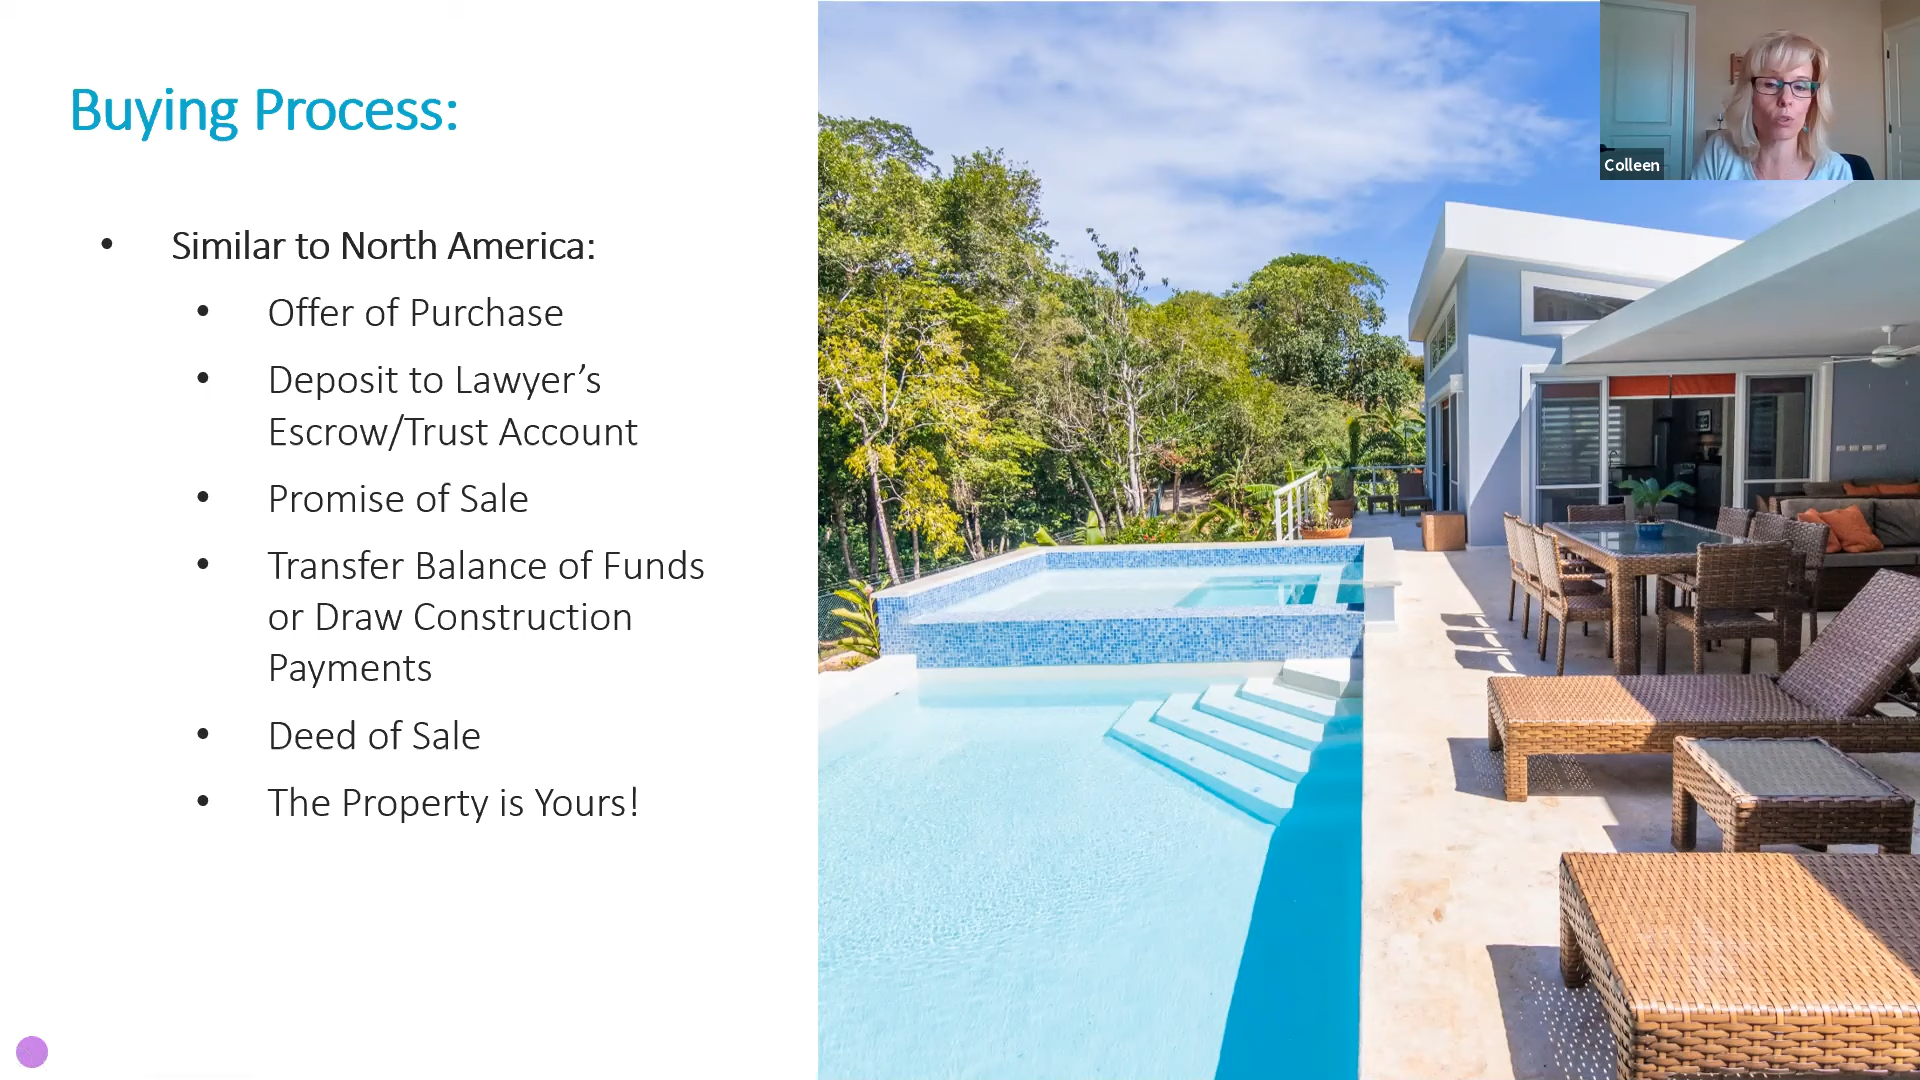 Buying Process:
• Similar to North America:
• Offer of Purchase
• Deposit to Lawyer’s
Escrow/Trust Account
• Promise of Sale
• Transfer Balance of Funds
or Draw Construction
Payments
• Deed of Sale
• The Property is Yours!
Colleen